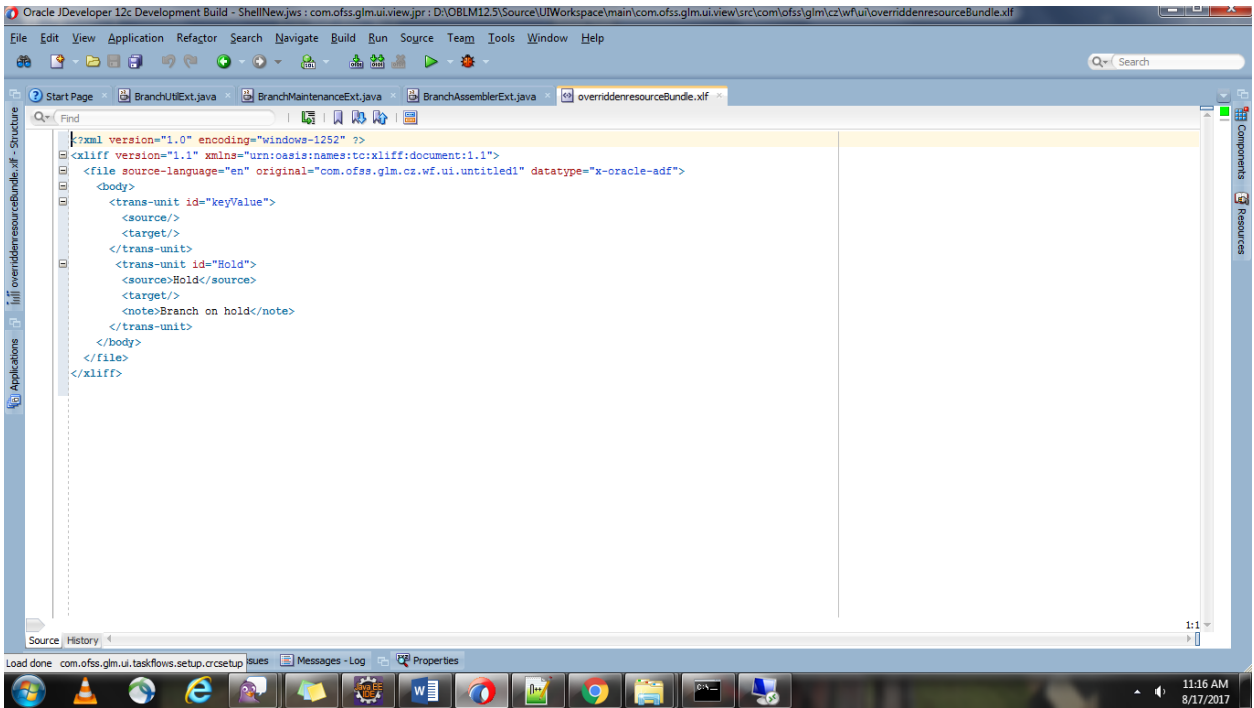 Oracle JDeveloper 12c Development Build - ShellNew.jws : com.ofss.glm.ui.view.jpr : D:\OBLM12.5\Source\UIWorkspace\main\com.ofss.glm.ui.view\src\com\ofss\glm\cz\wf\ui\overriddenresourceBundle.xlf
File Edit View Application Refactor Search Navigate Build Run Source Team Tools Window Help
Search
Start Page BranchUtilExt.java BranchMaintenanceExt.java BranchAssemblerExt.java overriddenresourceBundle.xlf
Find
<?xml version="1.0" encoding="windows-1252" ?>
<xliff version="1.1" xmlns="urn:oasis:names:tc:xliff:document:1.1">
<file source-language="en" original="com.ofss.glm.cz.wf.ui.untitled1" datatype="x-oracle-adf">
<body>
<trans-unit id="keyValue">
<source/>
<target/>
</trans-unit>
<trans-unit id="Hold">
<source>Hold</source>
<target/>
<note>Branch on hold</note>
</trans-unit>
</body>
</file>
</xliff>
overriddenresourceBundle.xlf - Structure
Applications
Components
Resources
1:1
Source History
Load done com.ofss.glm.ui.taskflows.setup.crcsetup sues Messages - Log Properties
Java EE
IDE
C:\
11:16 AM
8/17/2017